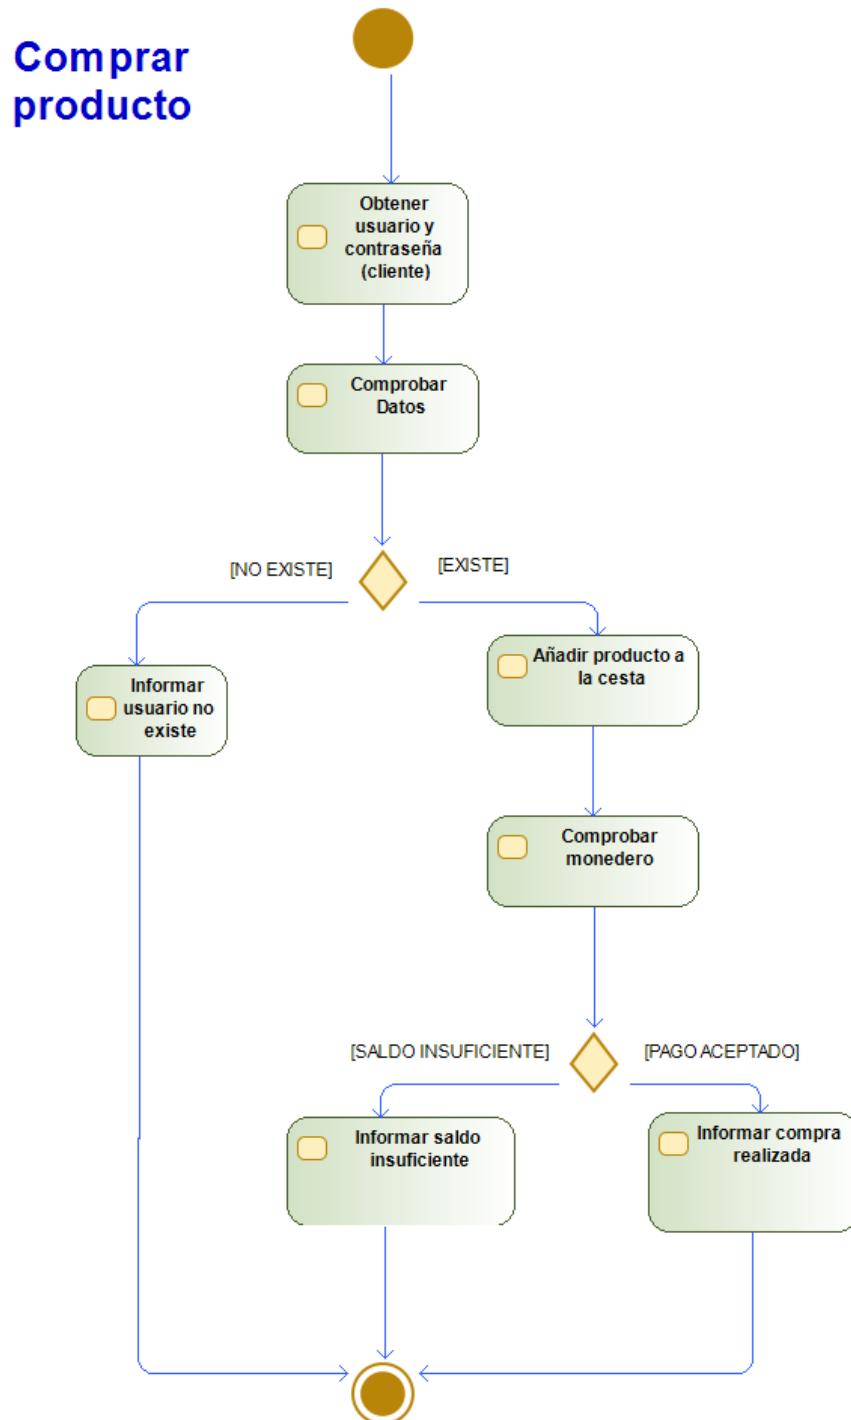 Comprar
producto
Obtener
usuario y
contraseña
(cliente)
Comprobar
Datos
[NO EXISTE]
[EXISTE]
Informar
usuario no
existe
Añadir producto a
la cesta
Comprobar
monedero
[SALDO INSUFICIENTE]
[PAGO ACEPTADO]
Informar saldo
insuficiente
Informar compra
realizada